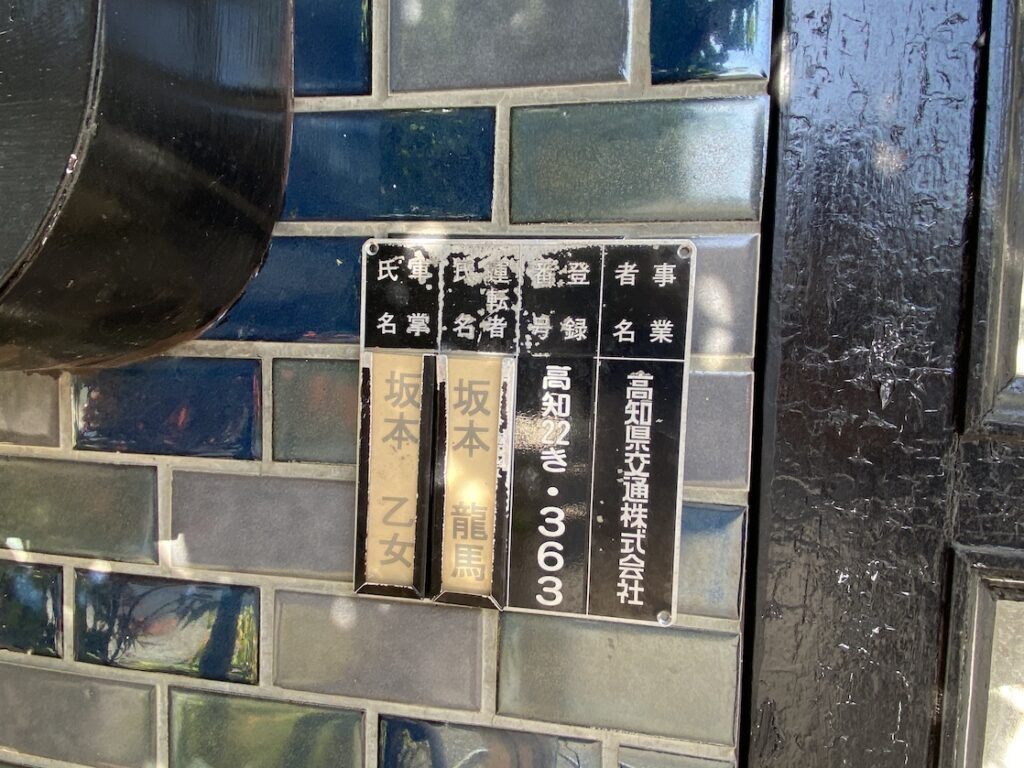 事業者名
高知県交通株式会社
登録番号
高知22き・363
運転者氏名
坂本 龍馬
車掌氏名
坂本 乙女